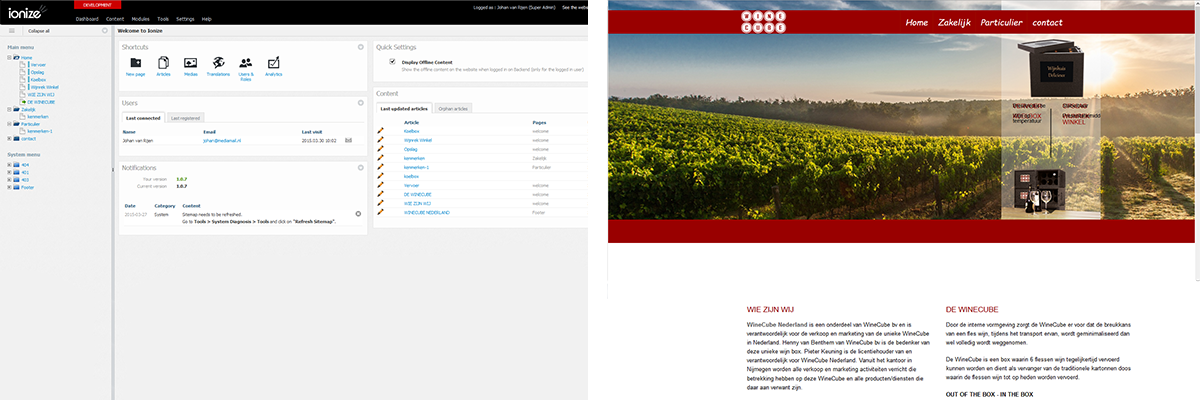 ionize
DEVELOPMENT
Logged as : Johan van Rijen (Super Admin)
See the webs
Dashboard Content Modules Tools Settings Help
Collapse all
Welcome to Ionize
Main menu
Home
Vervoer
Opslag
Koelbox
Wijnrek Winkel
WIE ZIJN WIJ
DE WINECUBE
Zakelijk
kenmerken
Particulier
kenmerken-1
contact
System menu
404
401
403
Footer
Shortcuts
New page
Articles
Medias
Translations
Users & Roles
Analytics
Users
Last connected
Last registered
Name Email Last visit
Johan van Rijen johan@mediamail.nl 2015.03.30 10:02
Notifications
Your version 1.0.7
Current version 1.0.7
Date Category Content
2015-03-27 System Sitemap needs to be refreshed.
Go to Tools > System Diagnosis > Tools and click on "Refresh Sitemap".
Quick Settings
Display Offline Content
Show the offline content on the website when logged in Backend (only for the logged in user)
Content
Last updated articles
Orphan articles
Article Pages
Koelbox welcome
Wijnrek Winkel welcome
Opslag welcome
kenmerken Zakelijk
kenmerken-1 Particulier
koelbox
Vervoer welcome
DE WINECUBE welcome
WIE ZIJN WIJ welcome
WINECUBE NEDERLAND Footer
WINE
CUBE
Home Zakelijk Particulier contact
Wijnhuis
Delicious
temperatuur
WINKEL
WIE ZIJN WIJ
WineCube Nederland is een onderdeel van WineCube bv en is
verantwoordelijk voor de verkoop en marketing van de unieke WineCube
in Nederland. Henny van Benthem van WineCube bv is de bedenker van
deze unieke wijn box. Pieter Keuning is de licentiehouder van en
verantwoordelijk voor WineCube Nederland. Vanuit het kantoor in
Nijmegen worden alle verkoop en marketing activiteiten verricht die
betrekking hebben op deze WineCube en alle producten/diensten die
daar aan verwant zijn.
DE WINECUBE
Door de interne vormgeving zorgt de WineCube er voor dat de breukkans
van een fles wijn, tijdens het transport ervan, wordt geminimaliseerd dan
wel volledig wordt weggenomen.
De WineCube is een box waarin 6 flessen wijn tegelijkertijd vervoerd
kunnen worden en dient als vervanger van de traditionele kartonnen doos
waarin de flessen wijn tot op heden worden vervoerd.
OUT OF THE BOX - IN THE BOX